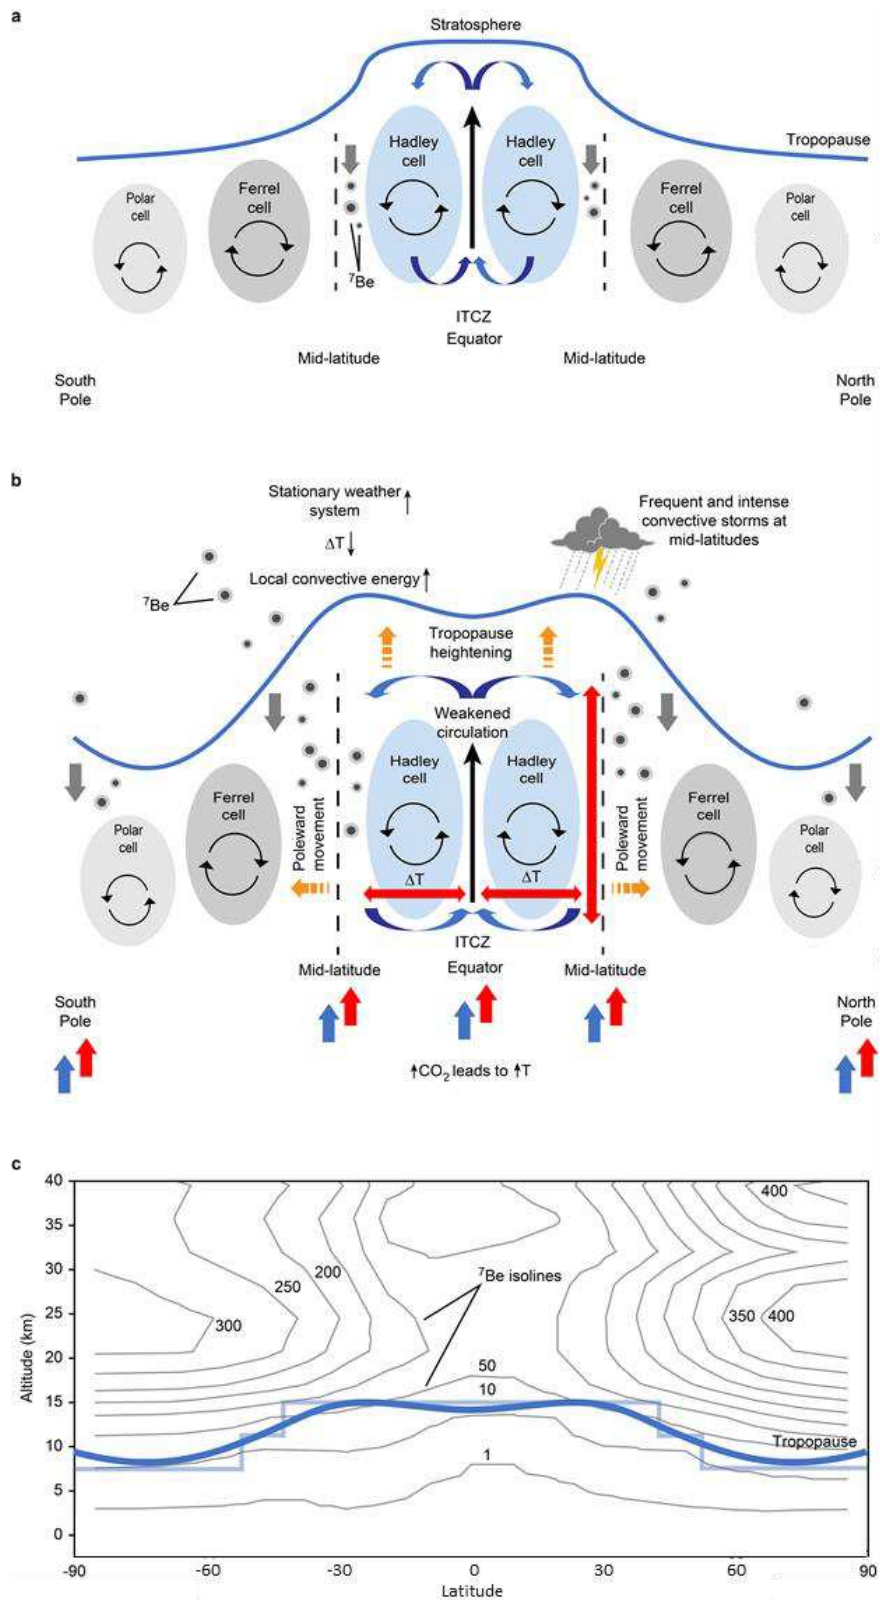 a
Stratosphere
Tropopause
Hadley
cell
Hadley
cell
Ferrel
cell
Ferrel
cell
Polar
cell
Polar
cell
⁷Be
ITCZ
Equator
Mid-latitude
Mid-latitude
South
Pole
North
Pole
b
Stationary weather
system
ΔT
Local convective energy
Frequent and intense
convective storms at
mid-latitudes
⁷Be
Tropopause
heightening
Weakened
circulation
Hadley
cell
Hadley
cell
Ferrel
cell
Ferrel
cell
Polar
cell
Polar
cell
Poleward
movement
Poleward
movement
ΔT
ΔT
ITCZ
Equator
Mid-latitude
Mid-latitude
South
Pole
North
Pole
↑CO₂ leads to ↑T
c
40
35
30
25
20
15
10
5
0
Altitude (km)
400
200
250
300
⁷Be isolines
350
400
50
10
1
Tropopause
-90
-60
-30
0
30
60
90
Latitude